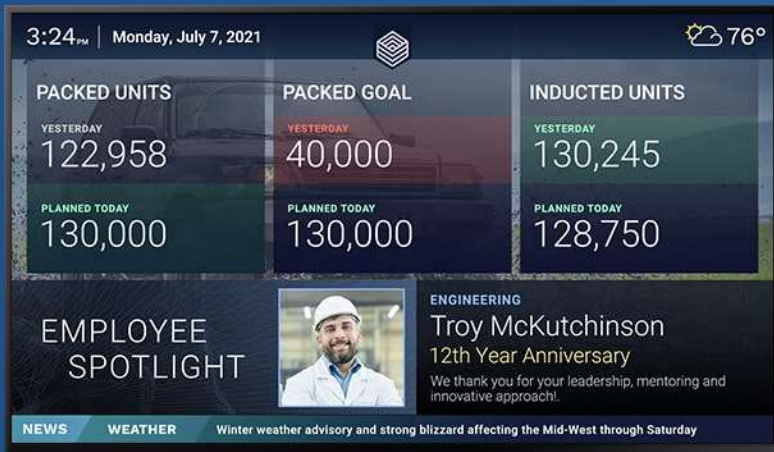 3:24 PM | Monday, July 7, 2021
76°
PACKED UNITS
YESTERDAY
122,958
PLANNED TODAY
130,000
PACKED GOAL
YESTERDAY
40,000
PLANNED TODAY
130,000
INDUCTED UNITS
YESTERDAY
130,245
PLANNED TODAY
128,750
EMPLOYEE
SPOTLIGHT
ENGINEERING
Troy McKutchinson
12th Year Anniversary
We thank you for your leadership, mentoring and
innovative approach!.
NEWS WEATHER Winter weather advisory and strong blizzard affecting the Mid-West through Saturday